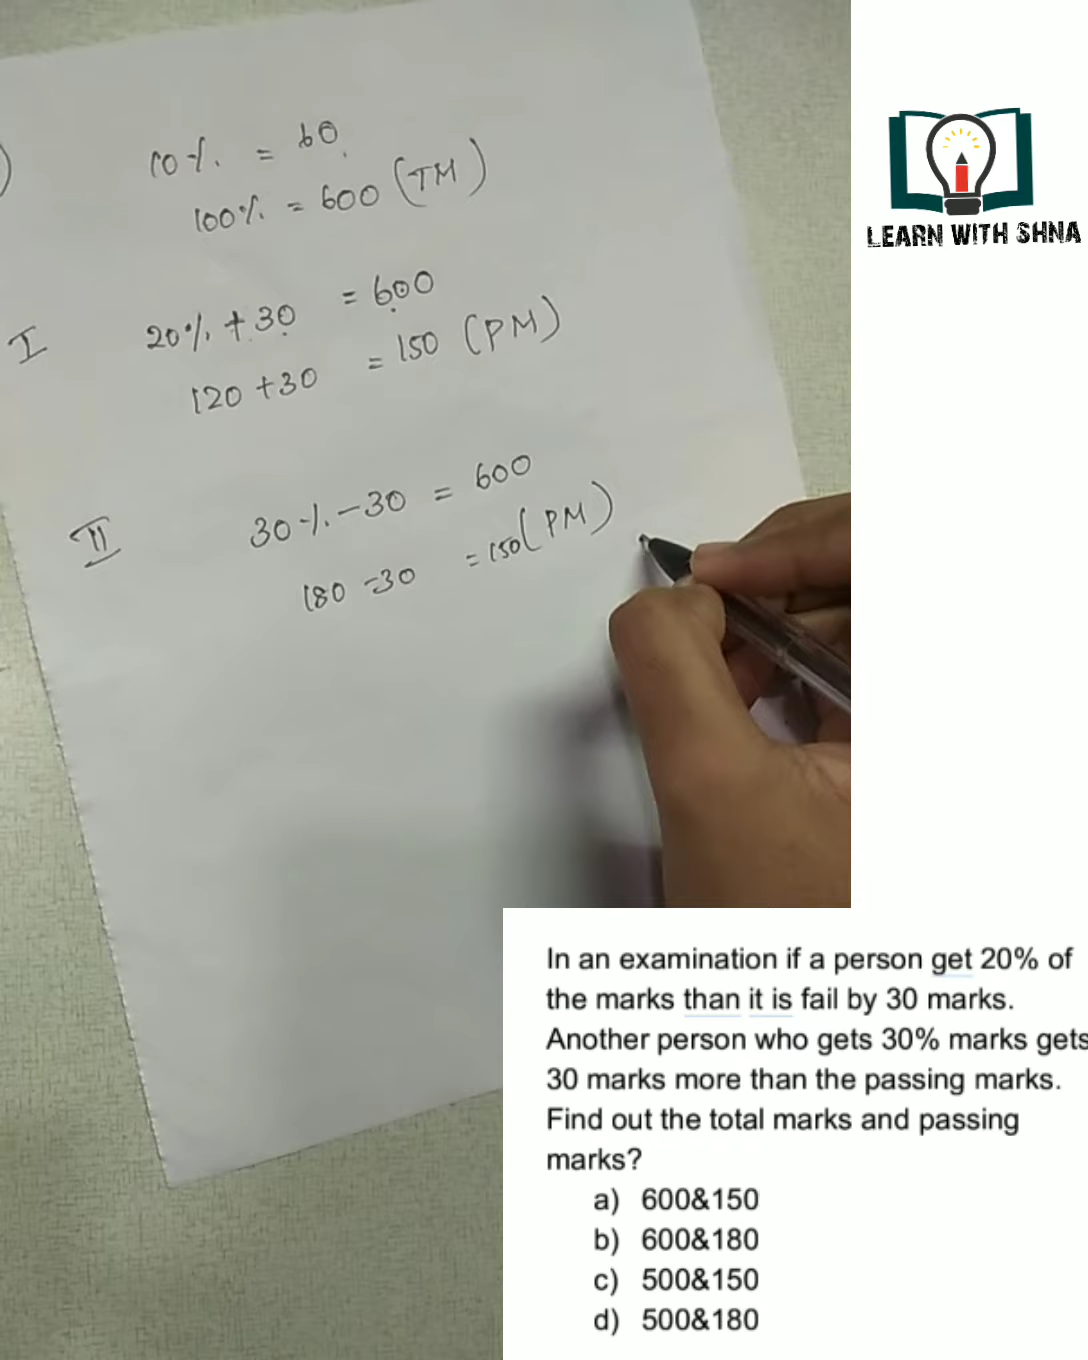 10% = 60
100% = 600 (TM)
I 20% + 30 = 600
120 + 30 = 150 (PM)
II 30% - 30 = 600
180 - 30 = 150 (PM)
LEARN WITH SHNA
In an examination if a person get 20% of
the marks than it is fail by 30 marks.
Another person who gets 30% marks gets
30 marks more than the passing marks.
Find out the total marks and passing
marks?
a) 600&150
b) 600&180
c) 500&150
d) 500&180